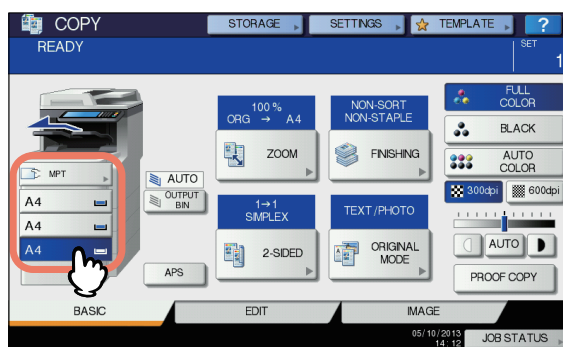 COPY
STORAGE
SETTINGS
TEMPLATE
?
READY
SET
1
100 %
ORG → A4
NON-SORT
NON-STAPLE
FULL
COLOR
ZOOM
FINISHING
BLACK
MPT
AUTO
AUTO
COLOR
OUTPUT
BIN
300dpi
600dpi
A4
A4
A4
1→1
SIMPLEX
TEXT/PHOTO
2-SIDED
ORIGINAL
MODE
AUTO
APS
PROOF COPY
BASIC
EDIT
IMAGE
05/10/2013
14:12
JOB STATUS